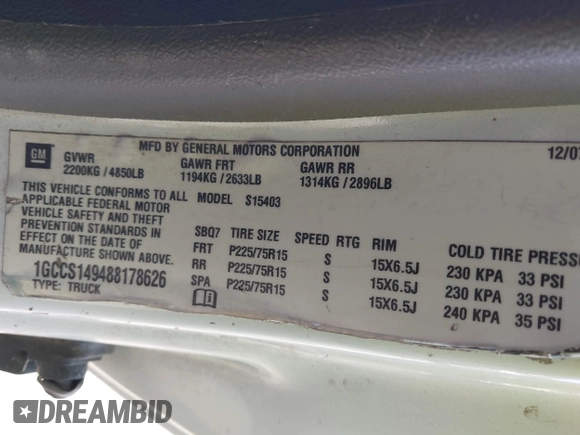 MFD BY GENERAL MOTORS CORPORATION 12/07
GM GVWR GAWR FRT GAWR RR
2200KG / 4850LB 1194KG / 2633LB 1314KG / 2896LB
THIS VEHICLE CONFORMS TO ALL MODEL S15403
APPLICABLE FEDERAL MOTOR
VEHICLE SAFETY AND THEFT
PREVENTION STANDARDS IN SBQ7 TIRE SIZE SPEED RTG RIM COLD TIRE PRESSU
EFFECT ON THE DATE OF FRT P225/75R15 S 15X6.5J 230 KPA 33 PSI
MANUFACTURE SHOWN ABOVE. RR P225/75R15 S 15X6.5J 230 KPA 33 PSI
1GCCS149488178626 SPA P225/75R15 S 15X6.5J 240 KPA 35 PSI
TYPE: TRUCK
DREAMBID